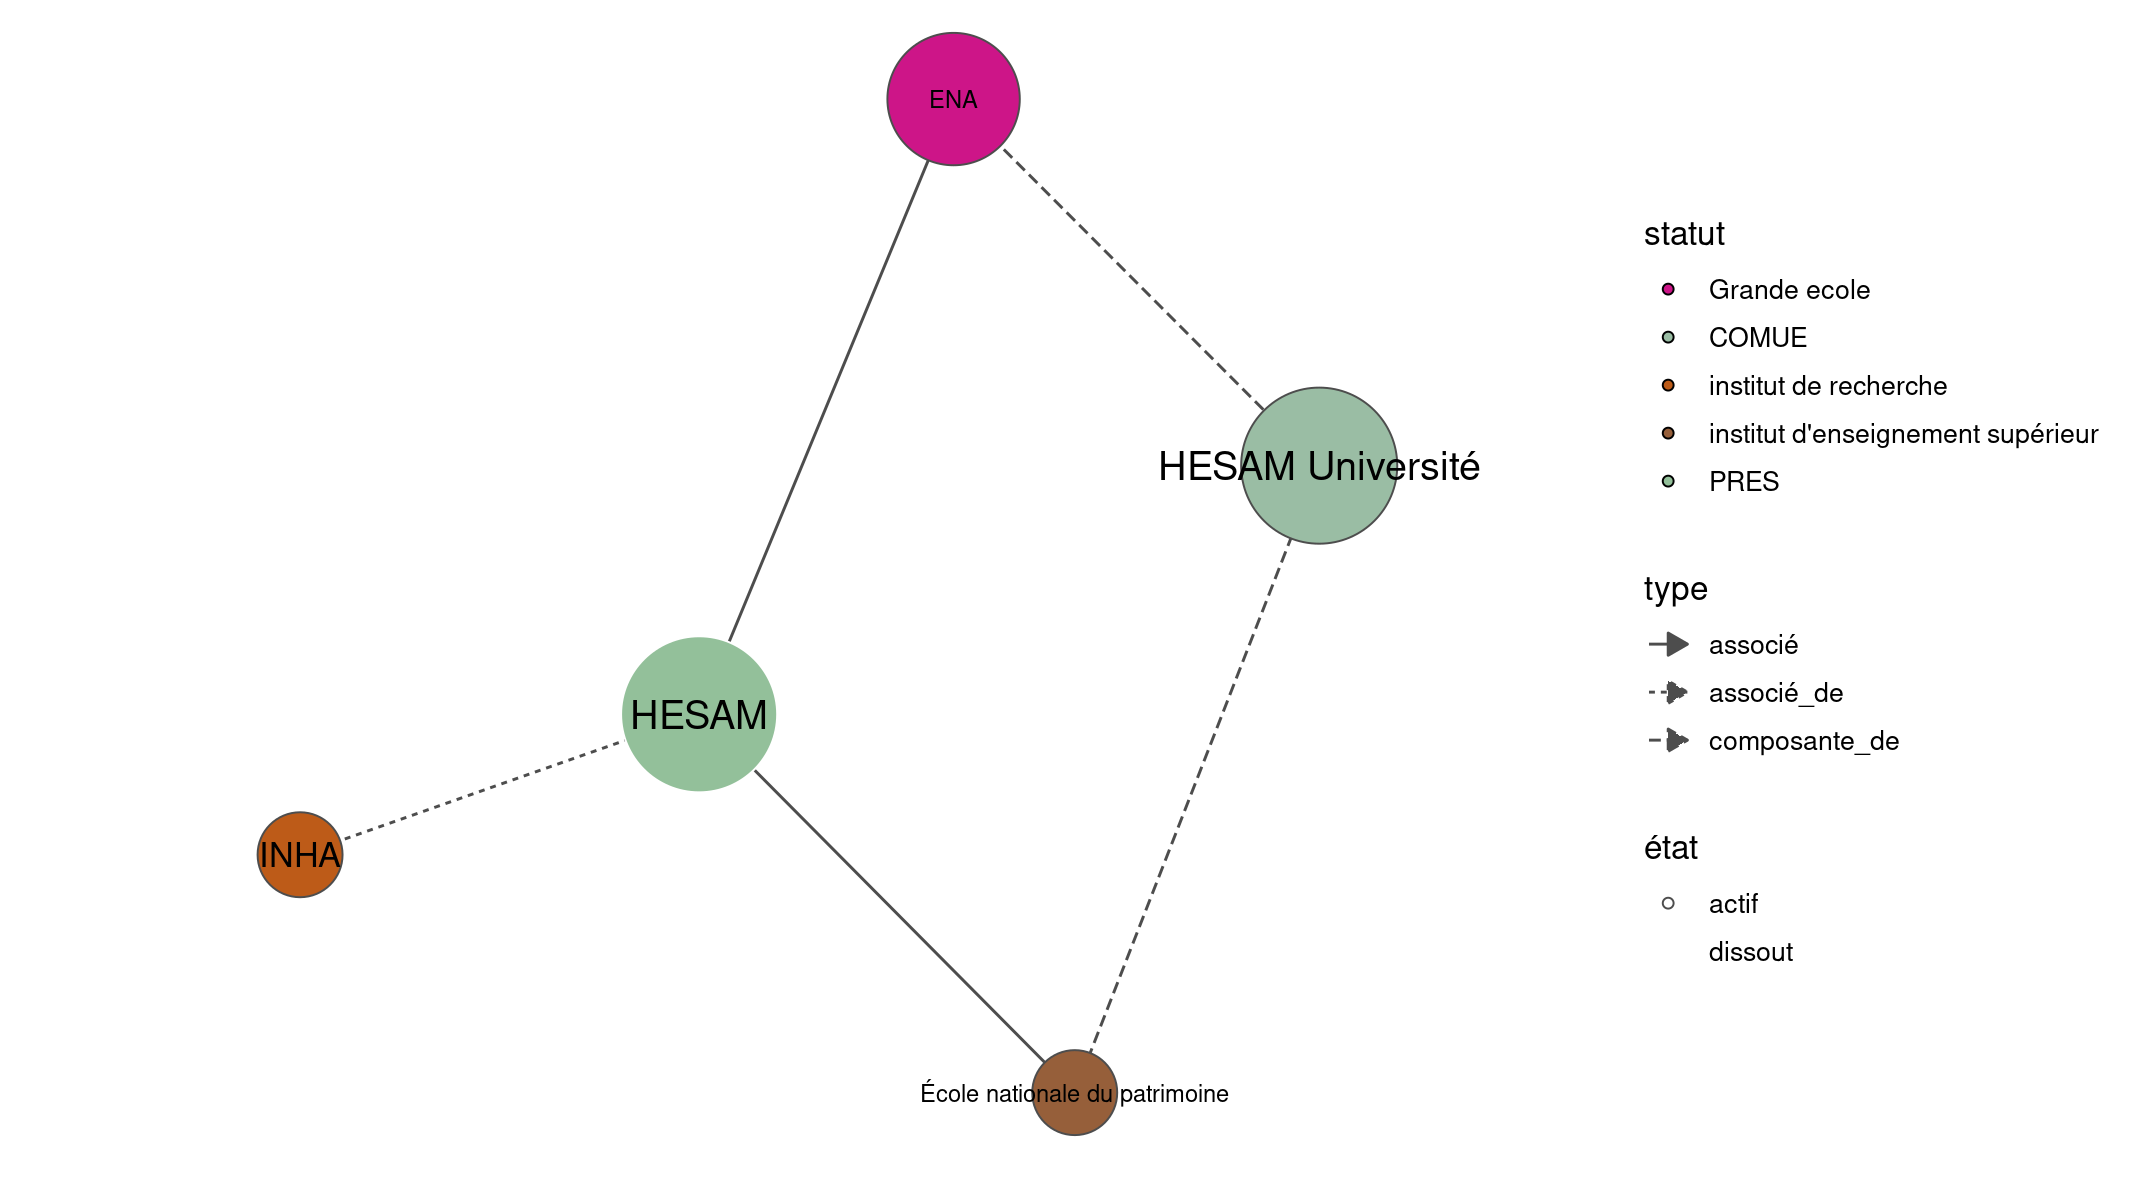 ENA
HESAM Université
HESAM
INHA
École nationale du patrimoine
statut
Grande ecole
COMUE
institut de recherche
institut d'enseignement supérieur
PRES
type
associé
associé_de
composante_de
état
actif
dissout